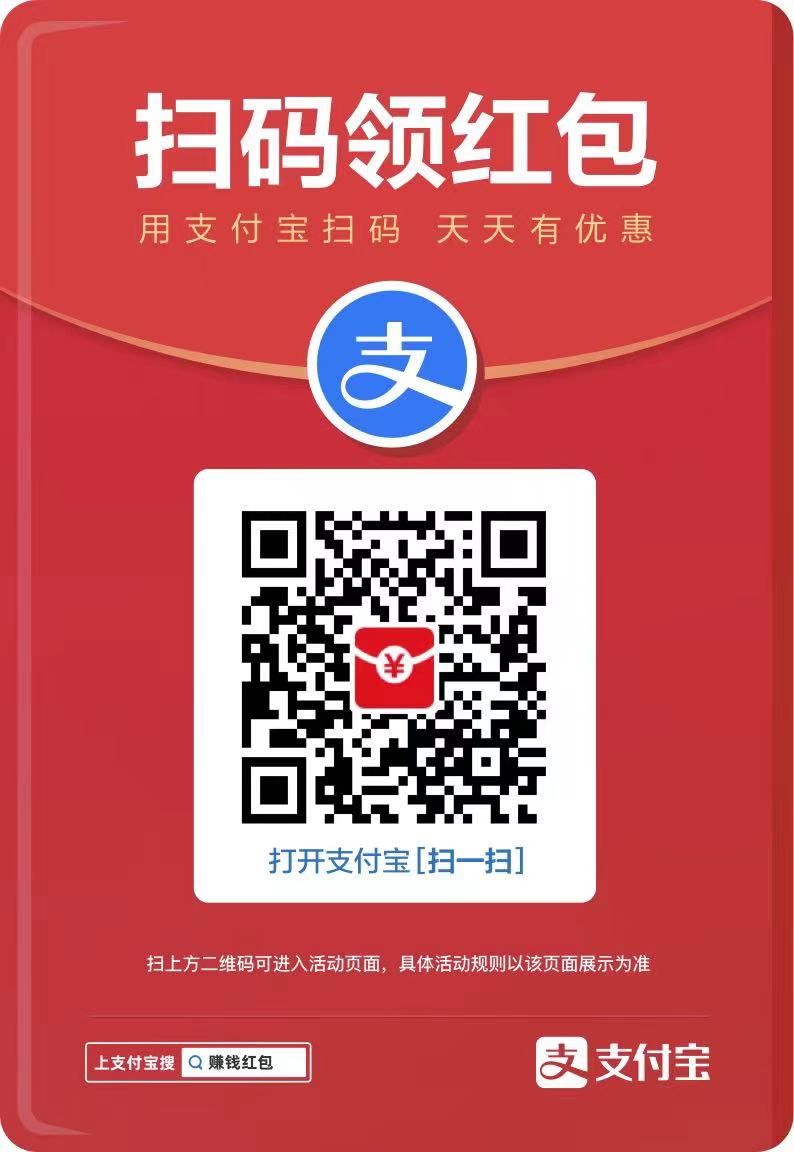 扫码领红包
用支付宝扫码 天天有优惠
支
¥
打开支付宝[扫一扫]
扫上方二维码可进入活动页面，具体活动规则以该页面展示为准
上支付宝搜 赚钱红包
支 支付宝